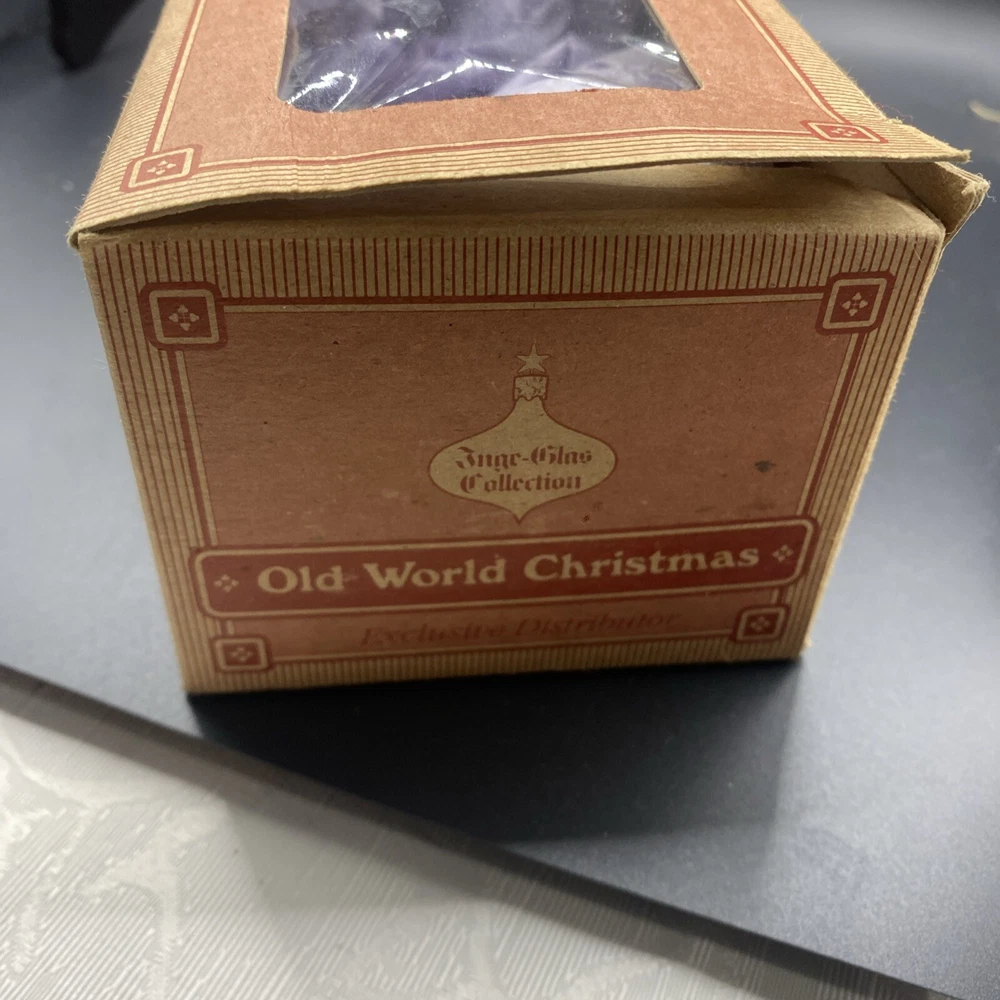 Inge-Glas
Collection
Old World Christmas
Exclusive Distributor